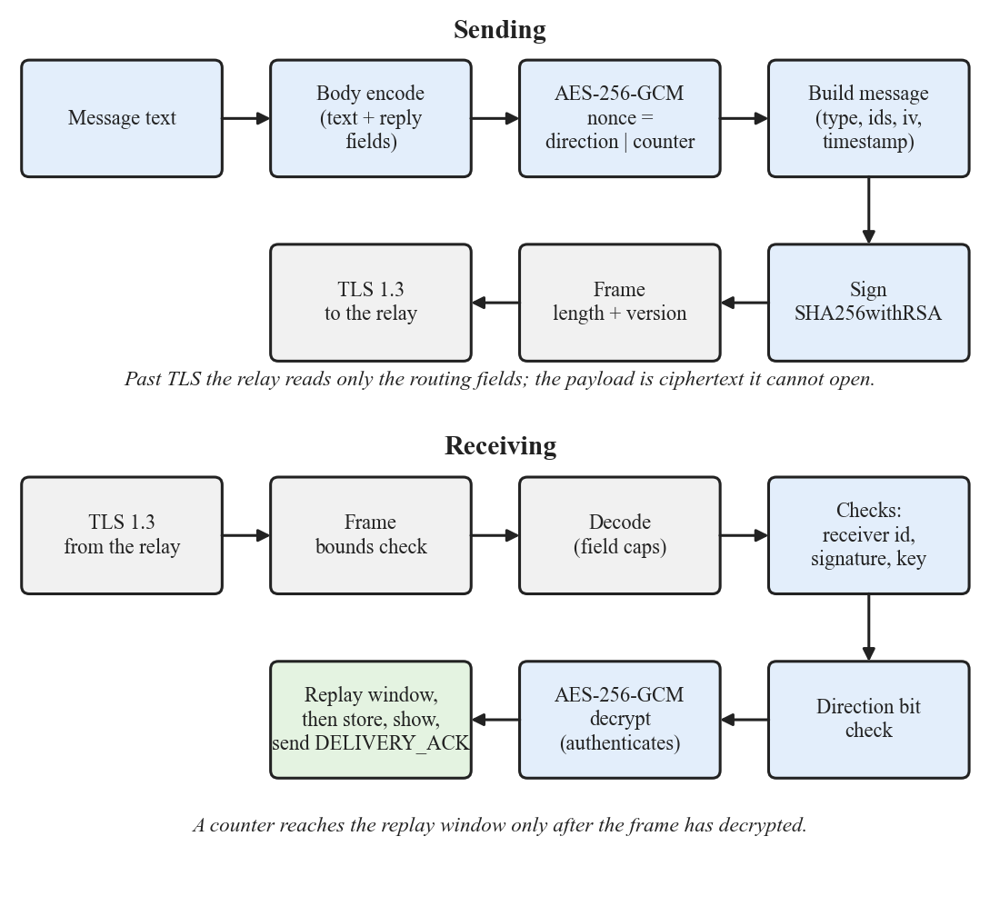 Sending
Message text
Body encode
(text + reply
fields)
AES-256-GCM
nonce =
direction | counter
Build message
(type, ids, iv,
timestamp)
TLS 1.3
to the relay
Frame
length + version
Sign
SHA256withRSA
Past TLS the relay reads only the routing fields; the payload is ciphertext it cannot open.
Receiving
TLS 1.3
from the relay
Frame
bounds check
Decode
(field caps)
Checks:
receiver id,
signature, key
Replay window,
then store, show,
send DELIVERY_ACK
AES-256-GCM
decrypt
(authenticates)
Direction bit
check
A counter reaches the replay window only after the frame has decrypted.